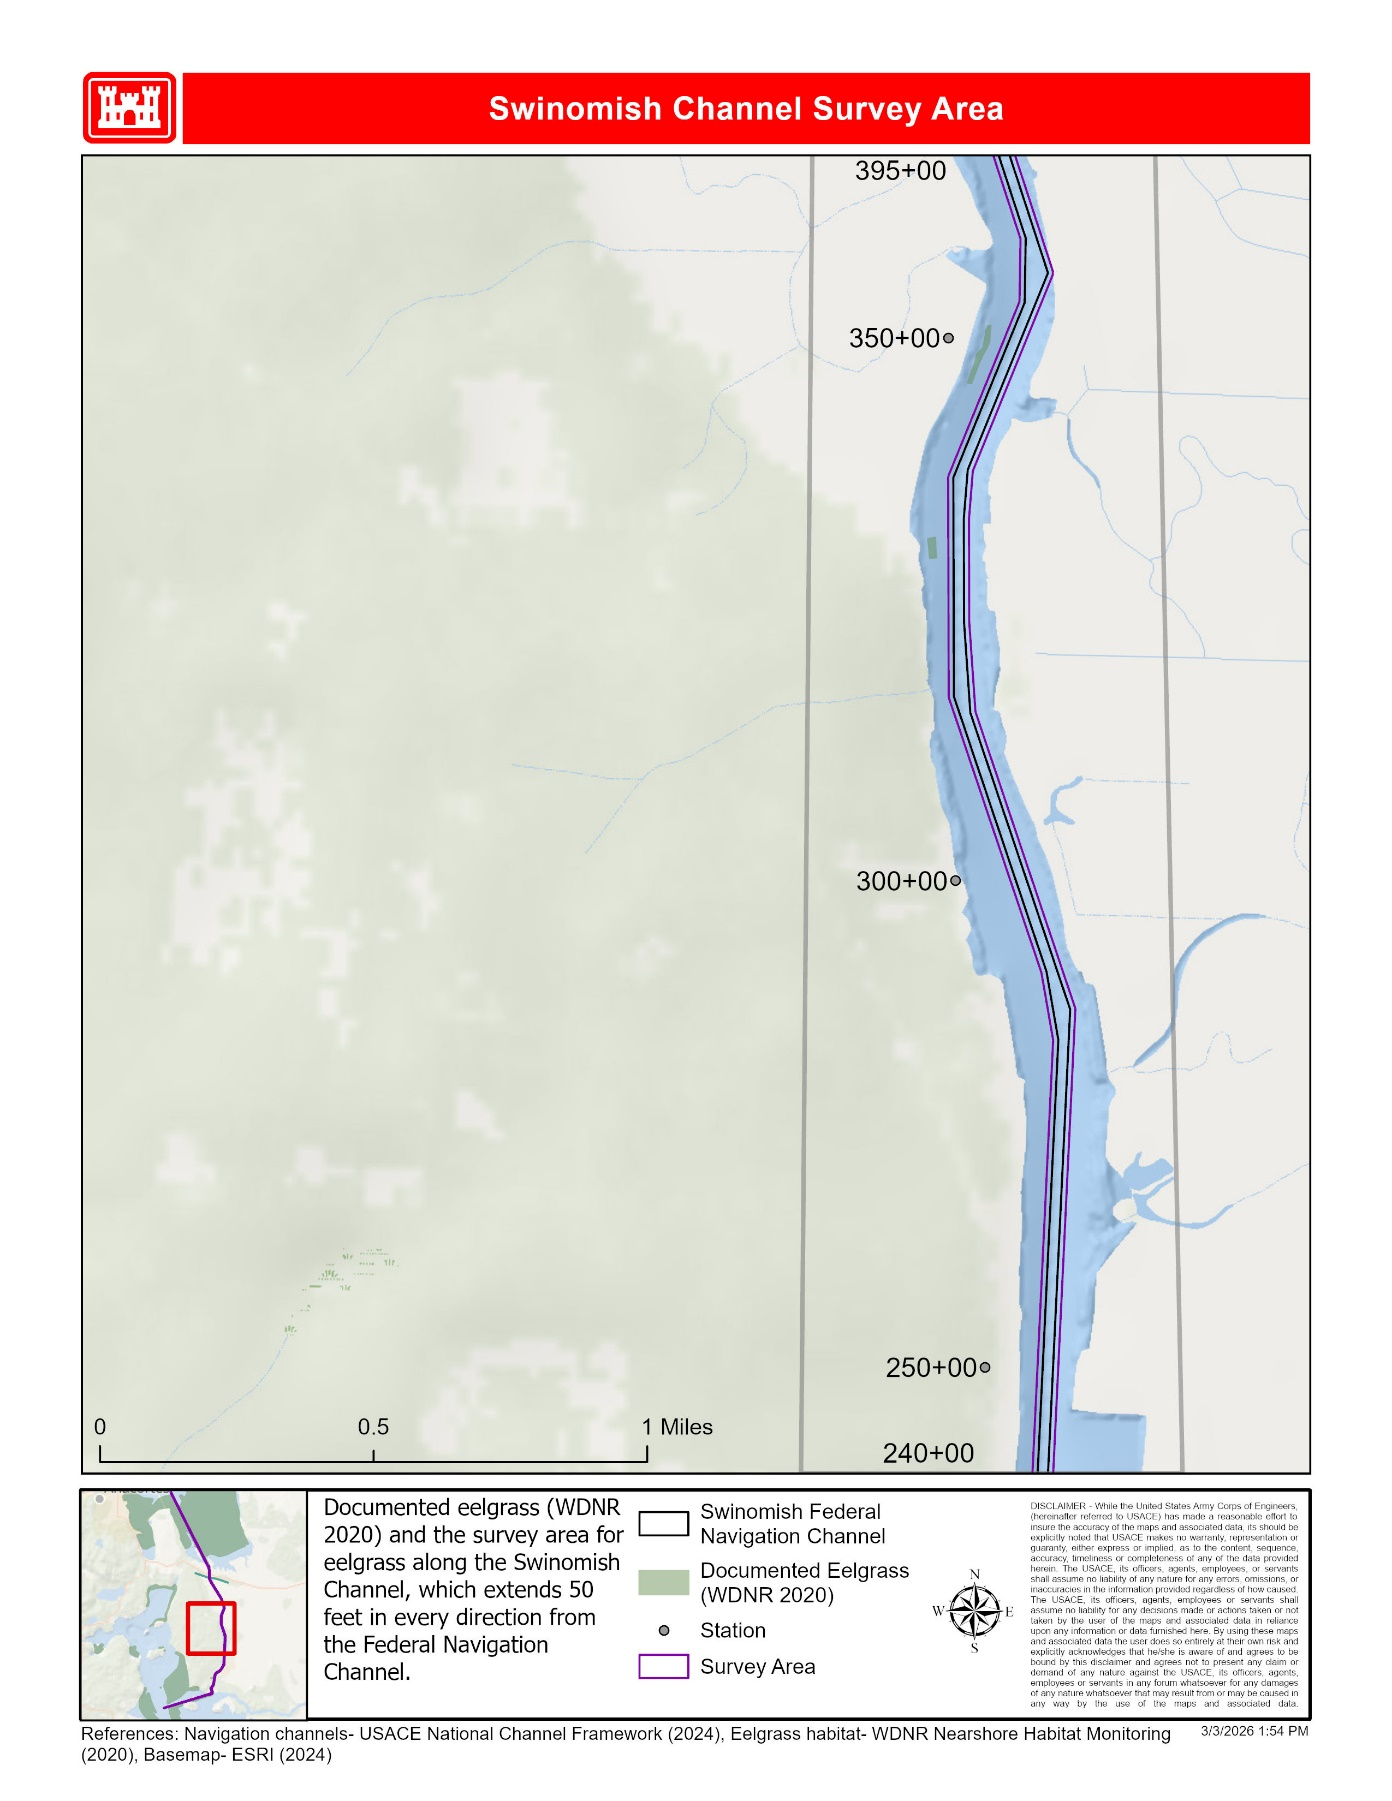 Swinomish Channel Survey Area
395+00
350+00
300+00
250+00
240+00
0 0.5 1 Miles
Documented eelgrass (WDNR
2020) and the survey area for
eelgrass along the Swinomish
Channel, which extends 50
feet in every direction from
the Federal Navigation
Channel.
Swinomish Federal
Navigation Channel
Documented Eelgrass
(WDNR 2020)
Station
Survey Area
N
W E
S
DISCLAIMER - While the United States Army Corps of Engineers,
(hereinafter referred to USACE) has made a reasonable effort to
insure the accuracy of the maps and associated data, its should be
explicitly noted that USACE makes no warranty, representation or
guaranty, either express or implied, as to the content, sequence,
accuracy, timeliness or completeness of any of the data provided
herein. The USACE, its officers, agents, employees, or servants
shall assume no liability of any nature for any errors, omissions, or
inaccuracies in the information provided regardless of how caused.
The USACE, its officers, agents, employees or servants shall
assume no liability for any decisions made or actions taken or not
taken by the user of the maps and associated data in reliance
upon any information or data furnished here. By using these maps
and associated data the user does so entirely at their own risk and
explicitly acknowledges that he/she is aware of and agrees to be
bound by this disclaimer and agrees not to present any claim or
demand of any nature against the USACE, its officers, agents,
employees or servants in any forum whatsoever for any damages
of any nature whatsoever that may result from or may be caused in
any way by the use of the maps and associated data.
References: Navigation channels- USACE National Channel Framework (2024), Eelgrass habitat- WDNR Nearshore Habitat Monitoring
(2020), Basemap- ESRI (2024)
3/3/2026 1:54 PM